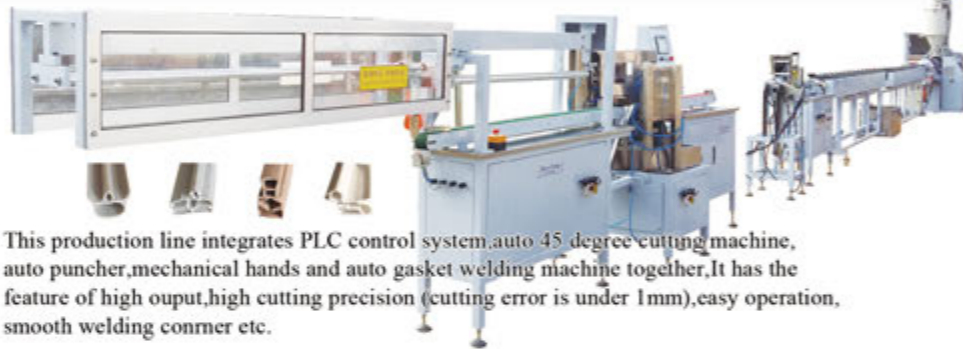 This production line integrates PLC control system,auto 45 degree cutting machine,
auto puncher,mechanical hands and auto gasket welding machine together,It has the
feature of high ouput,high cutting precision (cutting error is under 1mm),easy operation,
smooth welding conrner etc.